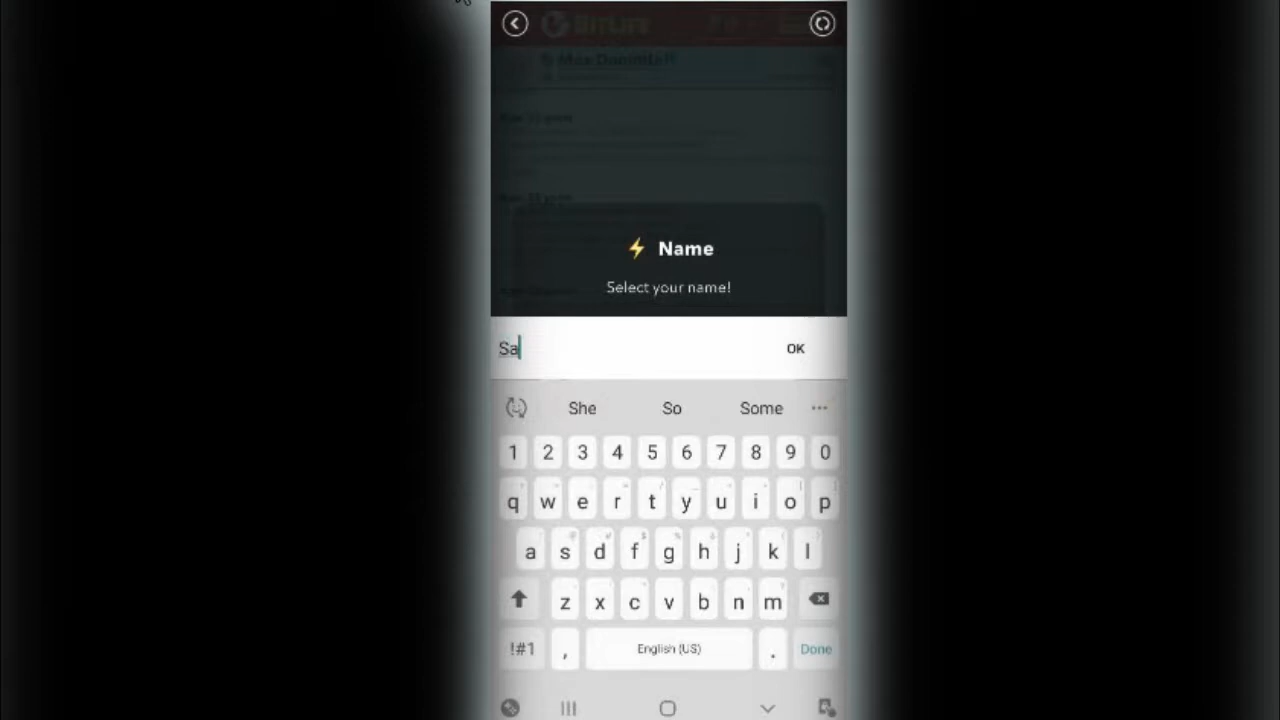 BitLife
⚡ Name
Select your name!
Sa
OK
She So Some ...
1 2 3 4 5 6 7 8 9 0
q w e r t y u i o p
a s d f g h j k l
z x c v b n m
!#1 , English (US) . Done